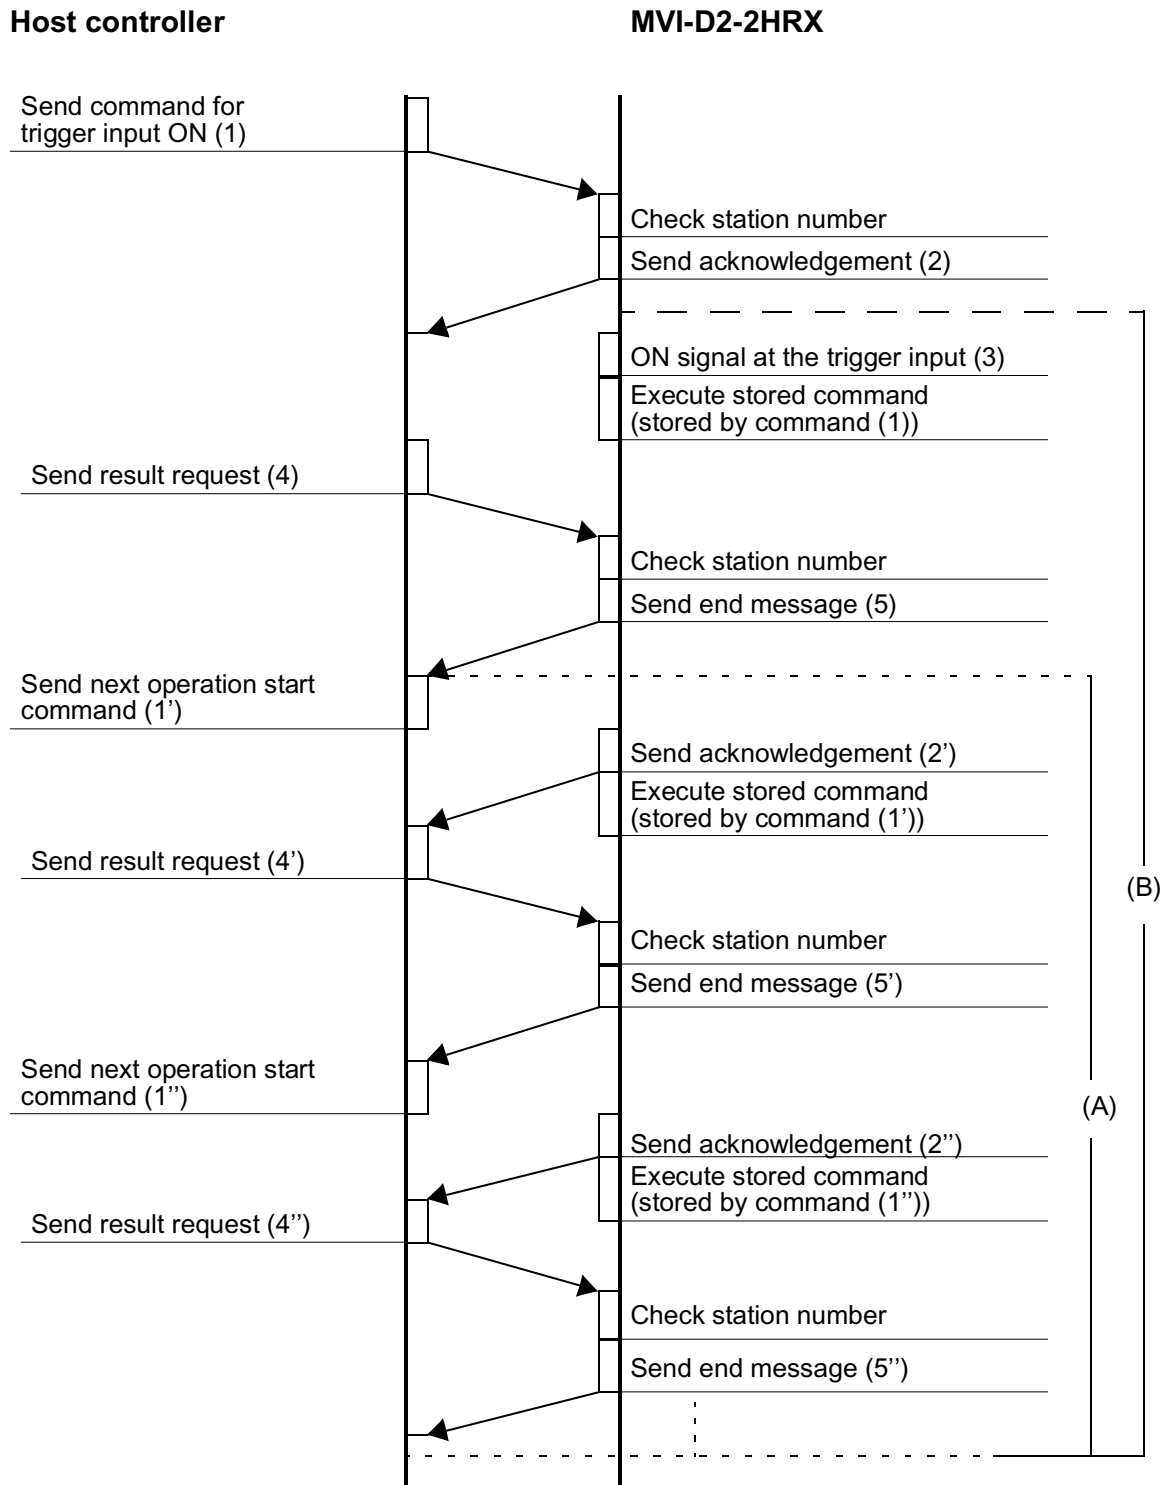 Host controller
MVI-D2-2HRX
Send command for
trigger input ON (1)
Check station number
Send acknowledgement (2)
ON signal at the trigger input (3)
Execute stored command
(stored by command (1))
Send result request (4)
Check station number
Send end message (5)
Send next operation start
command (1’)
Send acknowledgement (2’)
Execute stored command
(stored by command (1’))
Send result request (4’)
(B)
Check station number
Send end message (5’)
Send next operation start
command (1’’)
(A)
Send acknowledgement (2’’)
Execute stored command
(stored by command (1’’))
Send result request (4’’)
Check station number
Send end message (5’’)